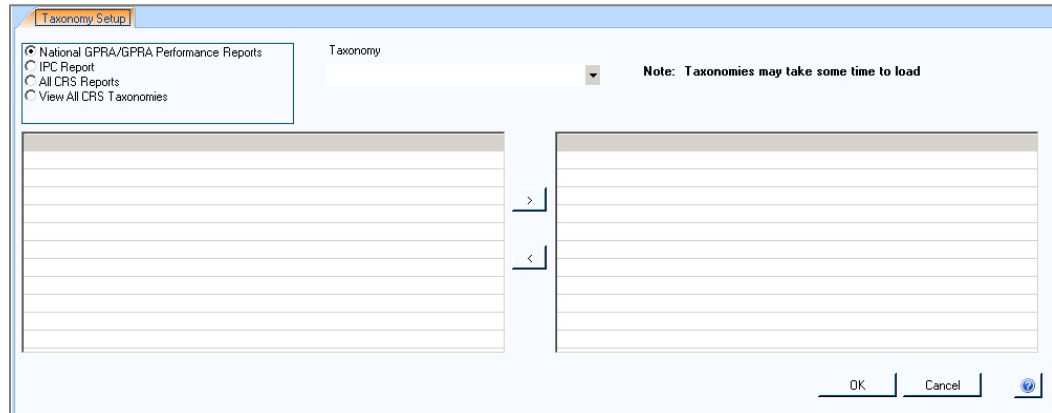 Taxonomy Setup
National GPRA/GPRA Performance Reports
IPC Report
All CRS Reports
View All CRS Taxonomies
Taxonomy
Note: Taxonomies may take some time to load
>
<
OK
Cancel
?